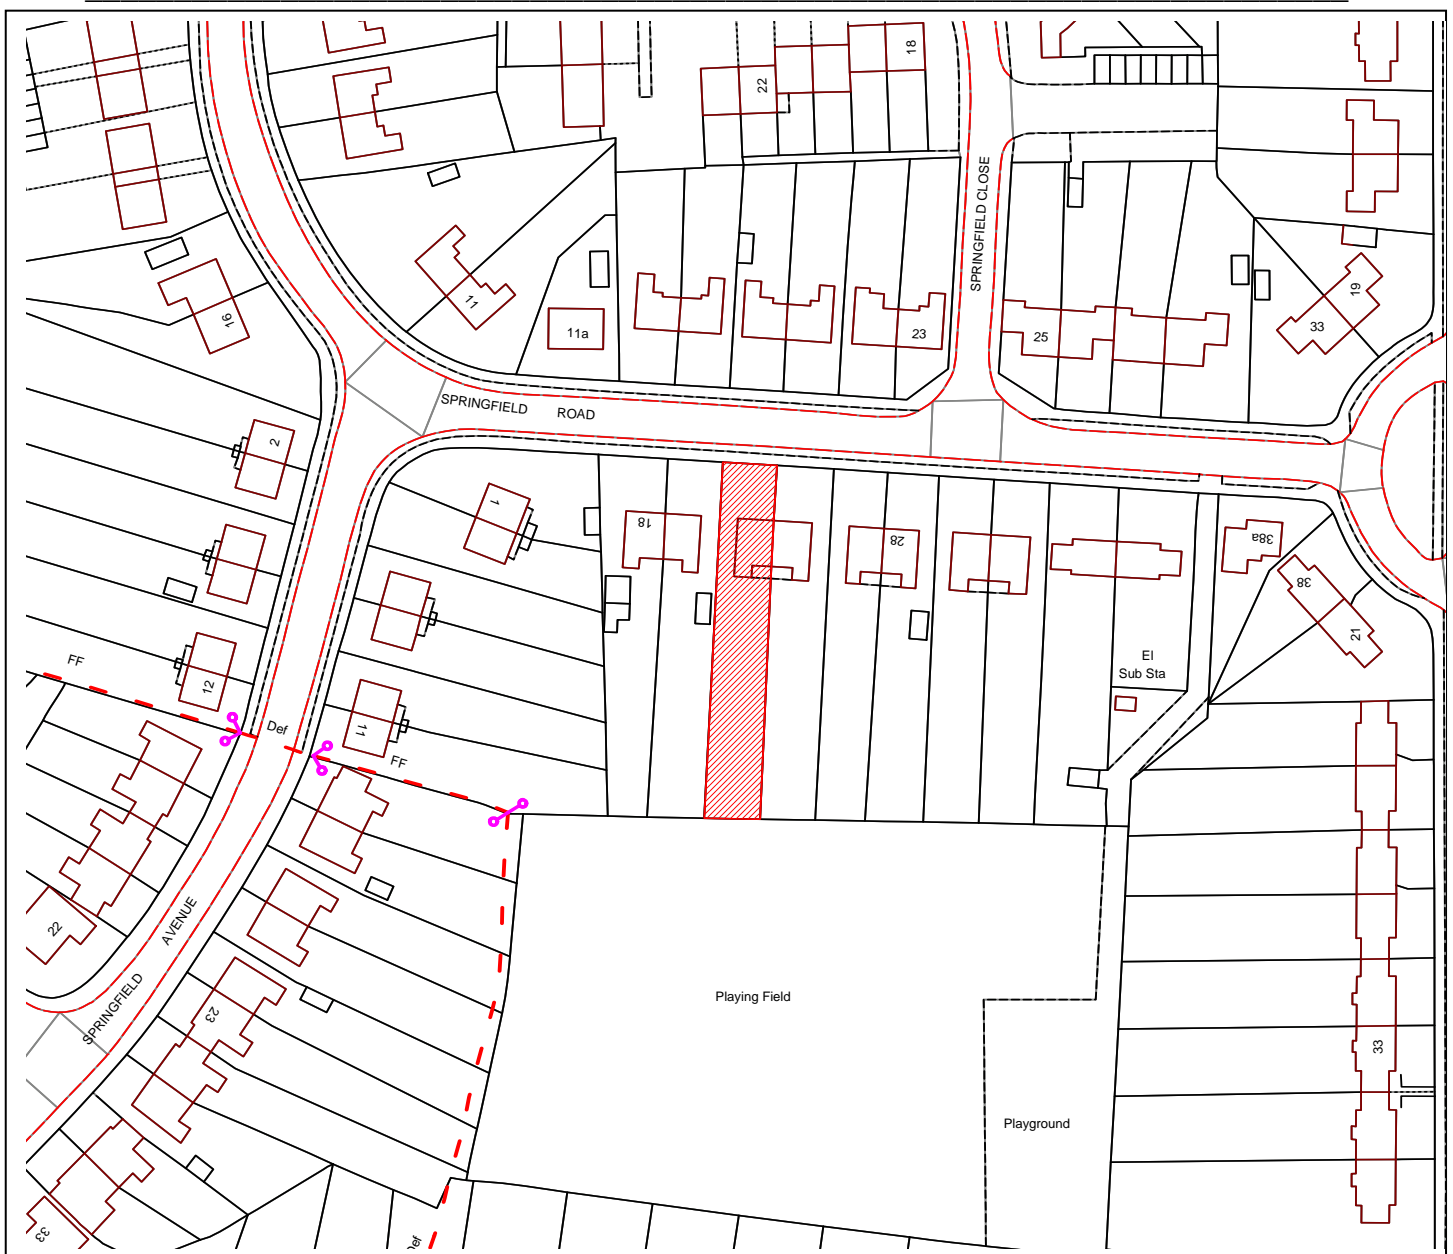 18
22
SPRINGFIELD CLOSE
19
33
11
11a
23
25
16
SPRINGFIELD ROAD
2
1
18
28
38a
38
21
El
Sub Sta
FF
12
Def
11
FF
22
SPRINGFIELD AVENUE
23
Playing Field
33
Playground
33
Def